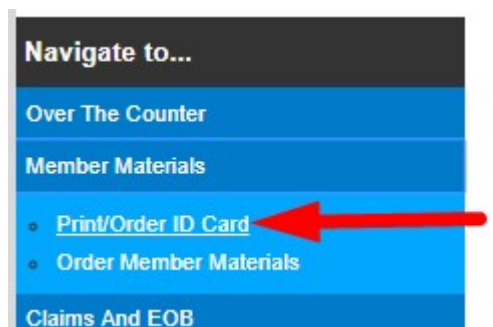 Navigate to...
Over The Counter
Member Materials
Print/Order ID Card
Order Member Materials
Claims And EOB